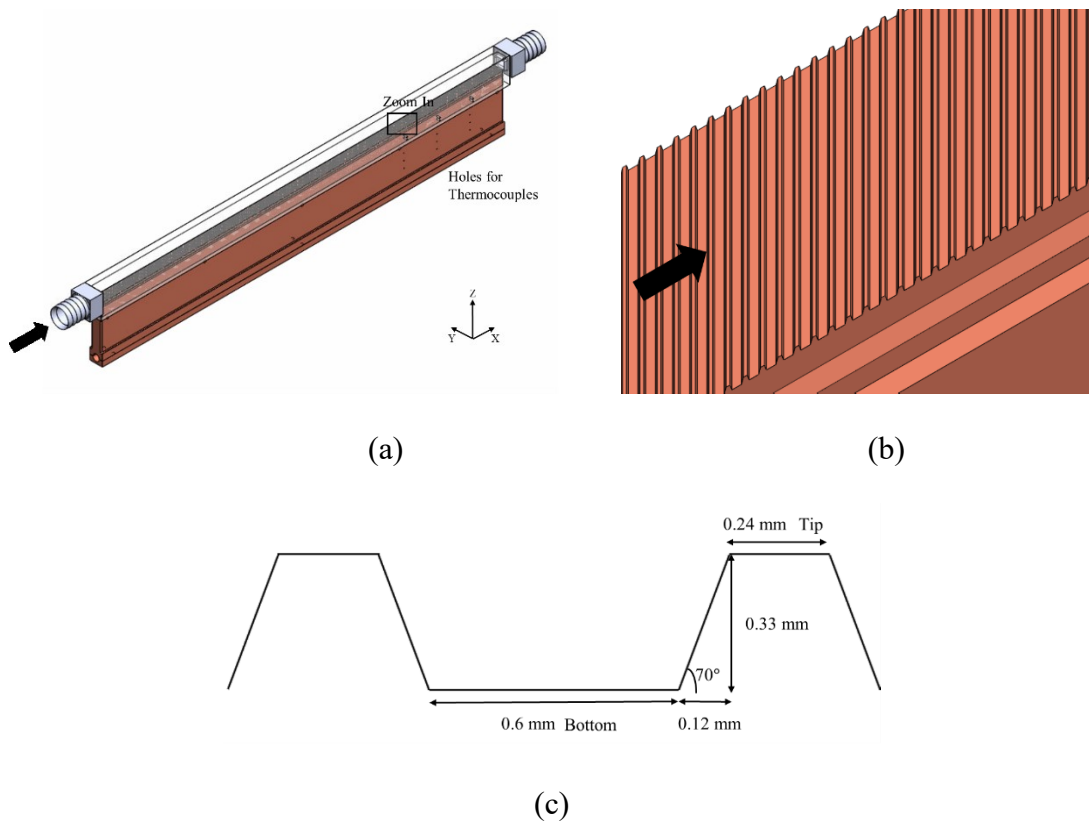 Zoom In
Holes for
Thermocouples
Z
Y
X
(a)
(b)
0.24 mm Tip
0.33 mm
70°
0.6 mm Bottom
0.12 mm
(c)